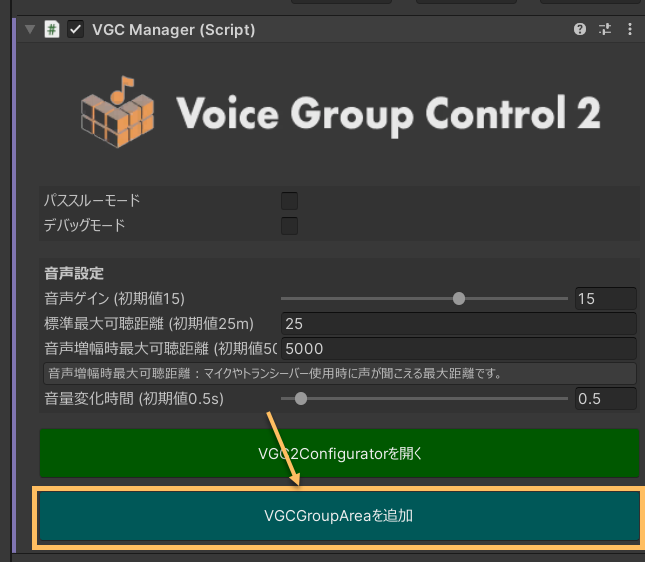 VGC Manager (Script)
Voice Group Control 2
パススルーモード
デバッグモード
音声設定
音声ゲイン (初期値15) 15
標準最大可聴距離 (初期値25m) 25
音声増幅時最大可聴距離 (初期値50 5000
音声増幅時最大可聴距離 : マイクやトランシーバー使用時に声が聞こえる最大距離です。
音量変化時間 (初期値0.5s) 0.5
VGC2Configuratorを開く
VGCGroupAreaを追加